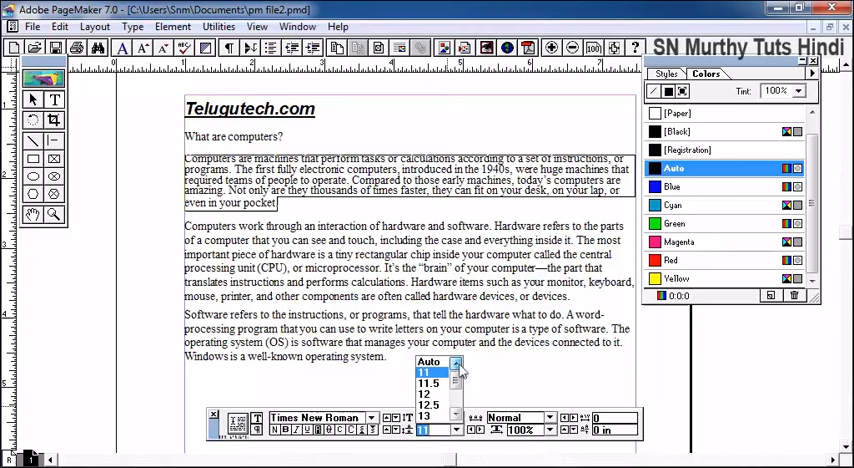 Adobe PageMaker 7.0 - [C:\Users\Snm\Documents\pm file2.pmd]
File Edit Layout Type Element Utilities View Window Help
SN Murthy Tuts Hindi
0 1 2 3 4 5 6 7
Styles Colors
Tint: 100%
[Paper]
[Black]
[Registration]
Auto
Blue
Cyan
Green
Magenta
Red
Yellow
0:0:0
Telugutech.com
What are computers?
Computers are machines that perform tasks or calculations according to a set of instructions, or
programs. The first fully electronic computers, introduced in the 1940s, were huge machines that
required teams of people to operate. Compared to those early machines, today's computers are
amazing. Not only are they thousands of times faster, they can fit on your desk, on your lap, or
even in your pocket
Computers work through an interaction of hardware and software. Hardware refers to the parts
of a computer that you can see and touch, including the case and everything inside it. The most
important piece of hardware is a tiny rectangular chip inside your computer called the central
processing unit (CPU), or microprocessor. It's the “brain” of your computer—the part that
translates instructions and performs calculations. Hardware items such as your monitor, keyboard,
mouse, printer, and other components are often called hardware devices, or devices.
Software refers to the instructions, or programs, that tell the hardware what to do. A word-
processing program that you can use to write letters on your computer is a type of software. The
operating system (OS) is software that manages your computer and the devices connected to it.
Windows is a well-known operating system.
Auto
11
11.5
12
12.5
13
Times New Roman Normal 0
N B I U 11 100% 0 in
1